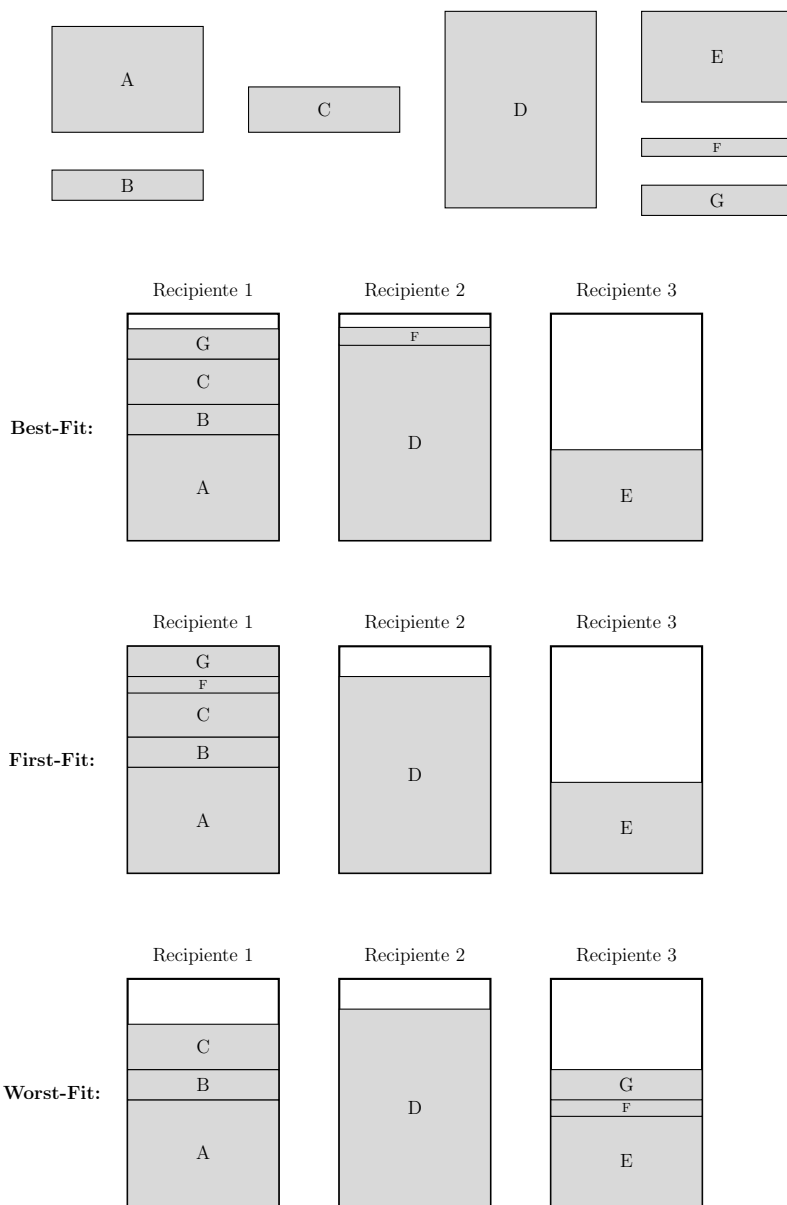 A
C
D
E
F
B
G
Recipiente 1
Recipiente 2
Recipiente 3
Best-Fit:
G
C
B
A
F
D
E
Recipiente 1
Recipiente 2
Recipiente 3
First-Fit:
G
F
C
B
A
D
E
Recipiente 1
Recipiente 2
Recipiente 3
Worst-Fit:
C
B
A
D
G
F
E